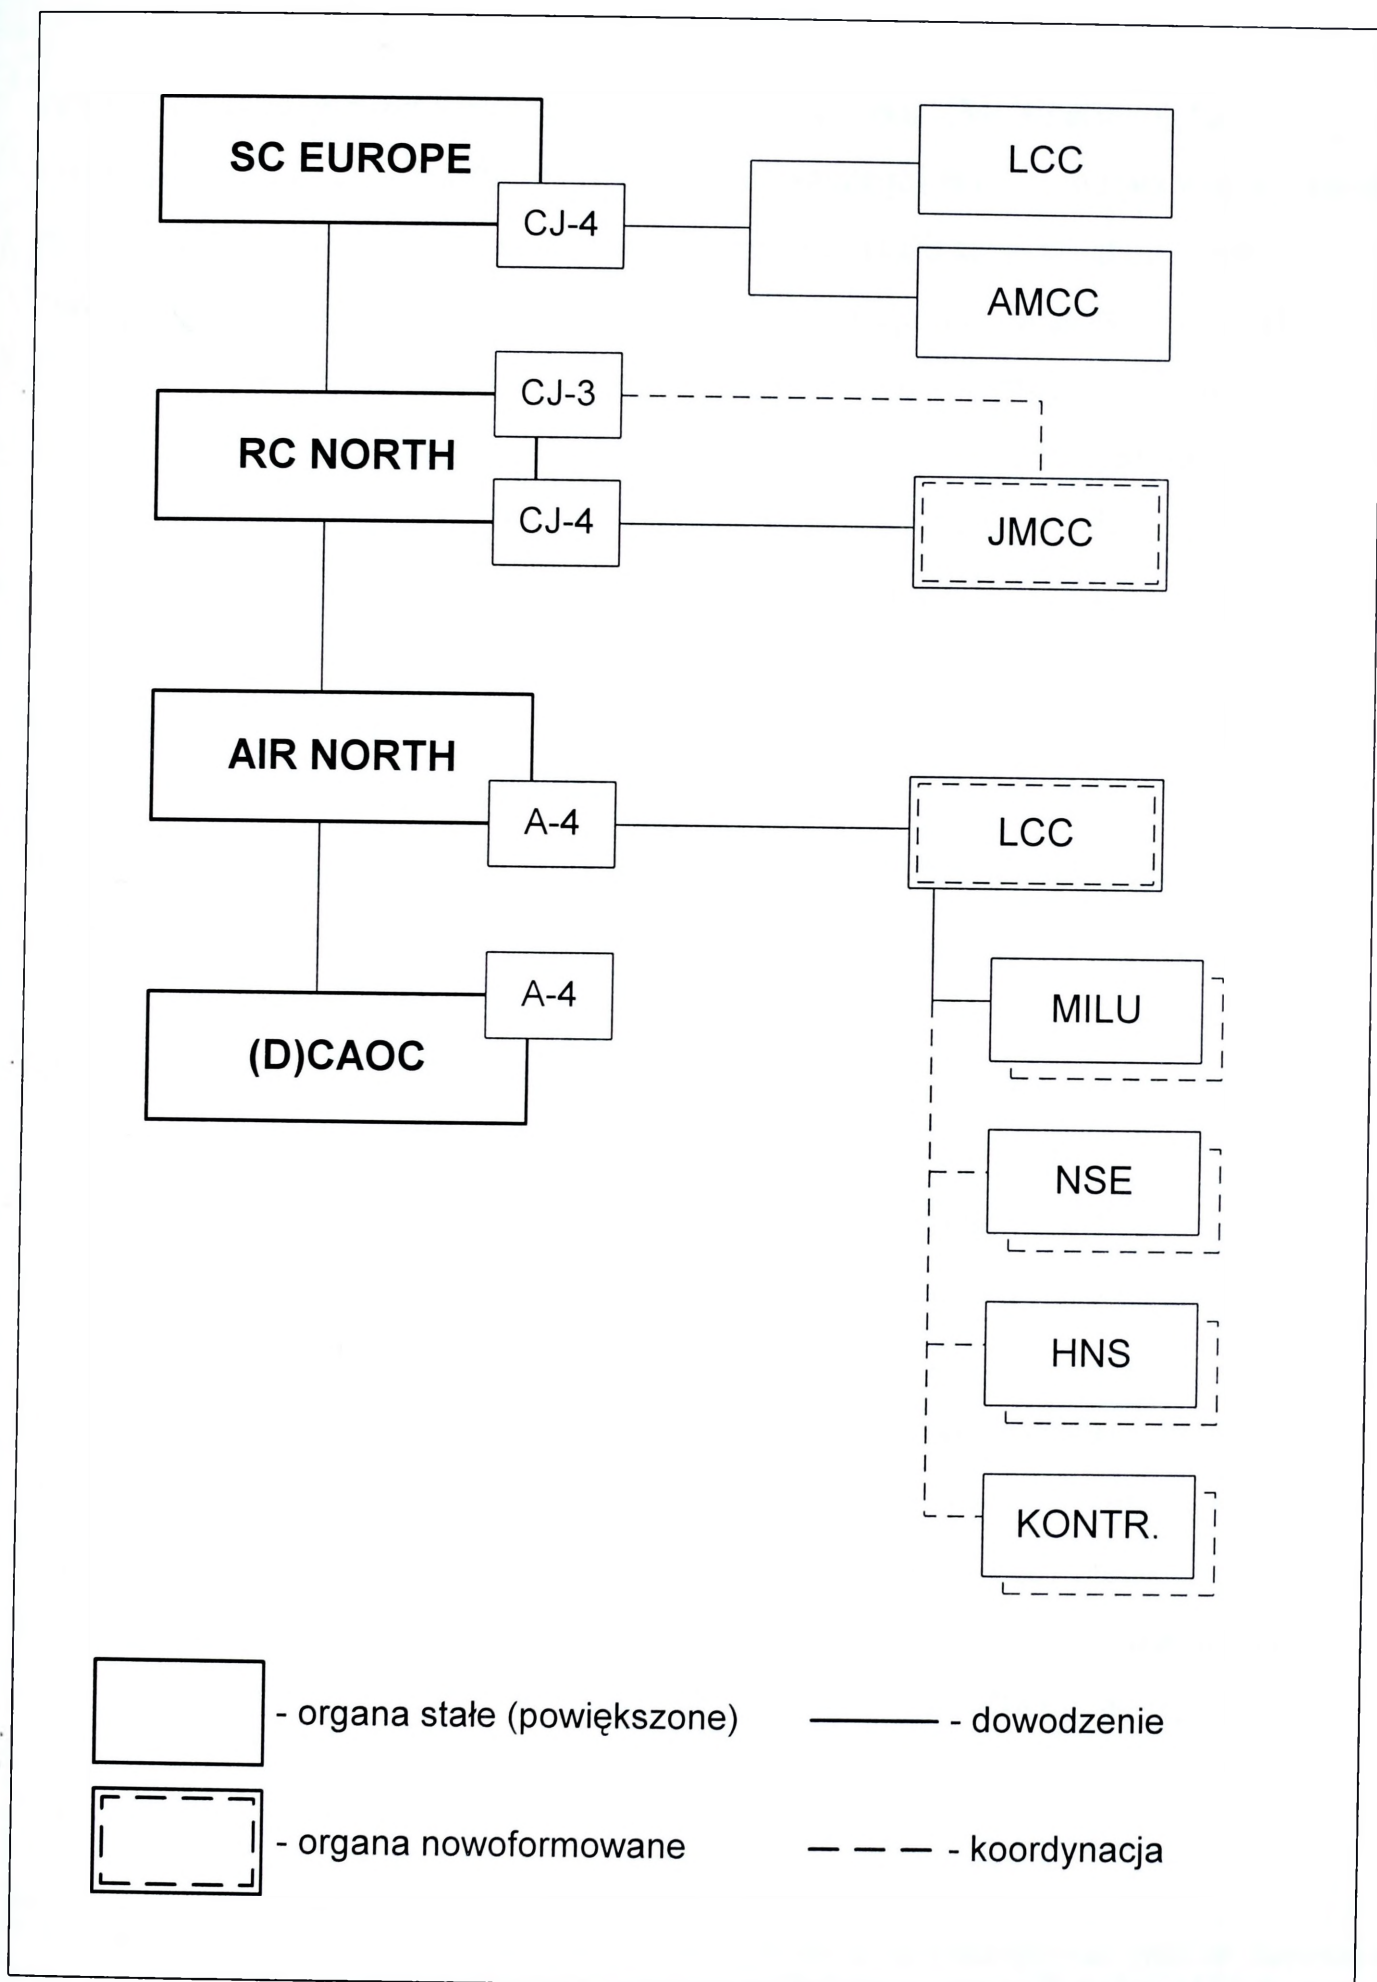 SC EUROPE
CJ-4
LCC
AMCC
CJ-3
RC NORTH
CJ-4
JMCC
AIR NORTH
A-4
LCC
A-4
(D)CAOC
MILU
NSE
HNS
KONTR.
- organa stałe (powiększone)
- dowodzenie
- organa nowoformowane
- koordynacja